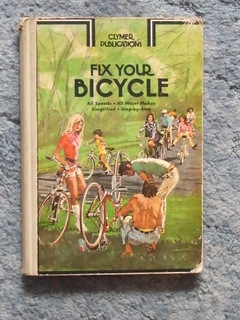 CLYMER
PUBLICATIONS
FIX YOUR
BICYCLE
All Speeds • All Major Makes
Simplified • Step-by-Step